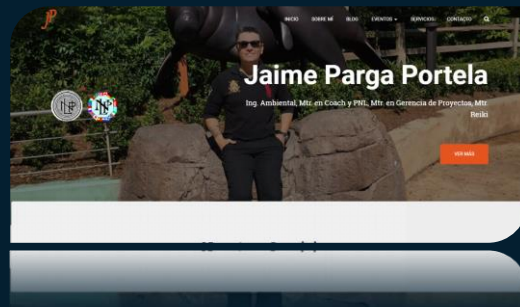 JP
INICIO SOBRE MÍ BLOG EVENTOS SERVICIOS CONTACTO
Jaime Parga Portela
Ing. Ambiental, Mtr. en Coach y PNL, Mtr. en Gerencia de Proyectos, Mtr.
Reiki
VER MÁS